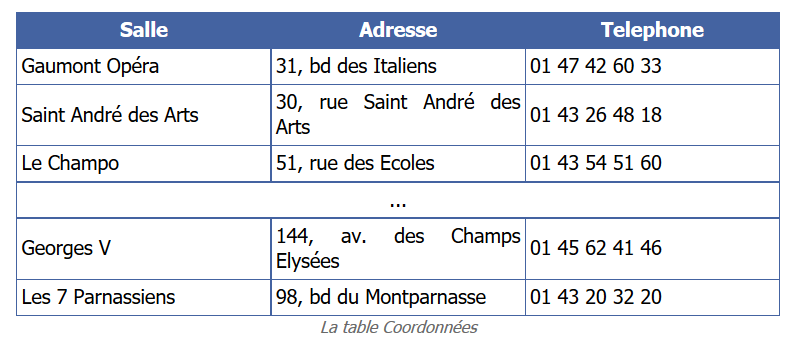 Salle Adresse Telephone
Gaumont Opéra 31, bd des Italiens 01 47 42 60 33
Saint André des Arts 30, rue Saint André des
Arts 01 43 26 48 18
Le Champo 51, rue des Ecoles 01 43 54 51 60
...
Georges V 144, av. des Champs
Elysées 01 45 62 41 46
Les 7 Parnassiens 98, bd du Montparnasse 01 43 20 32 20
La table Coordonnées